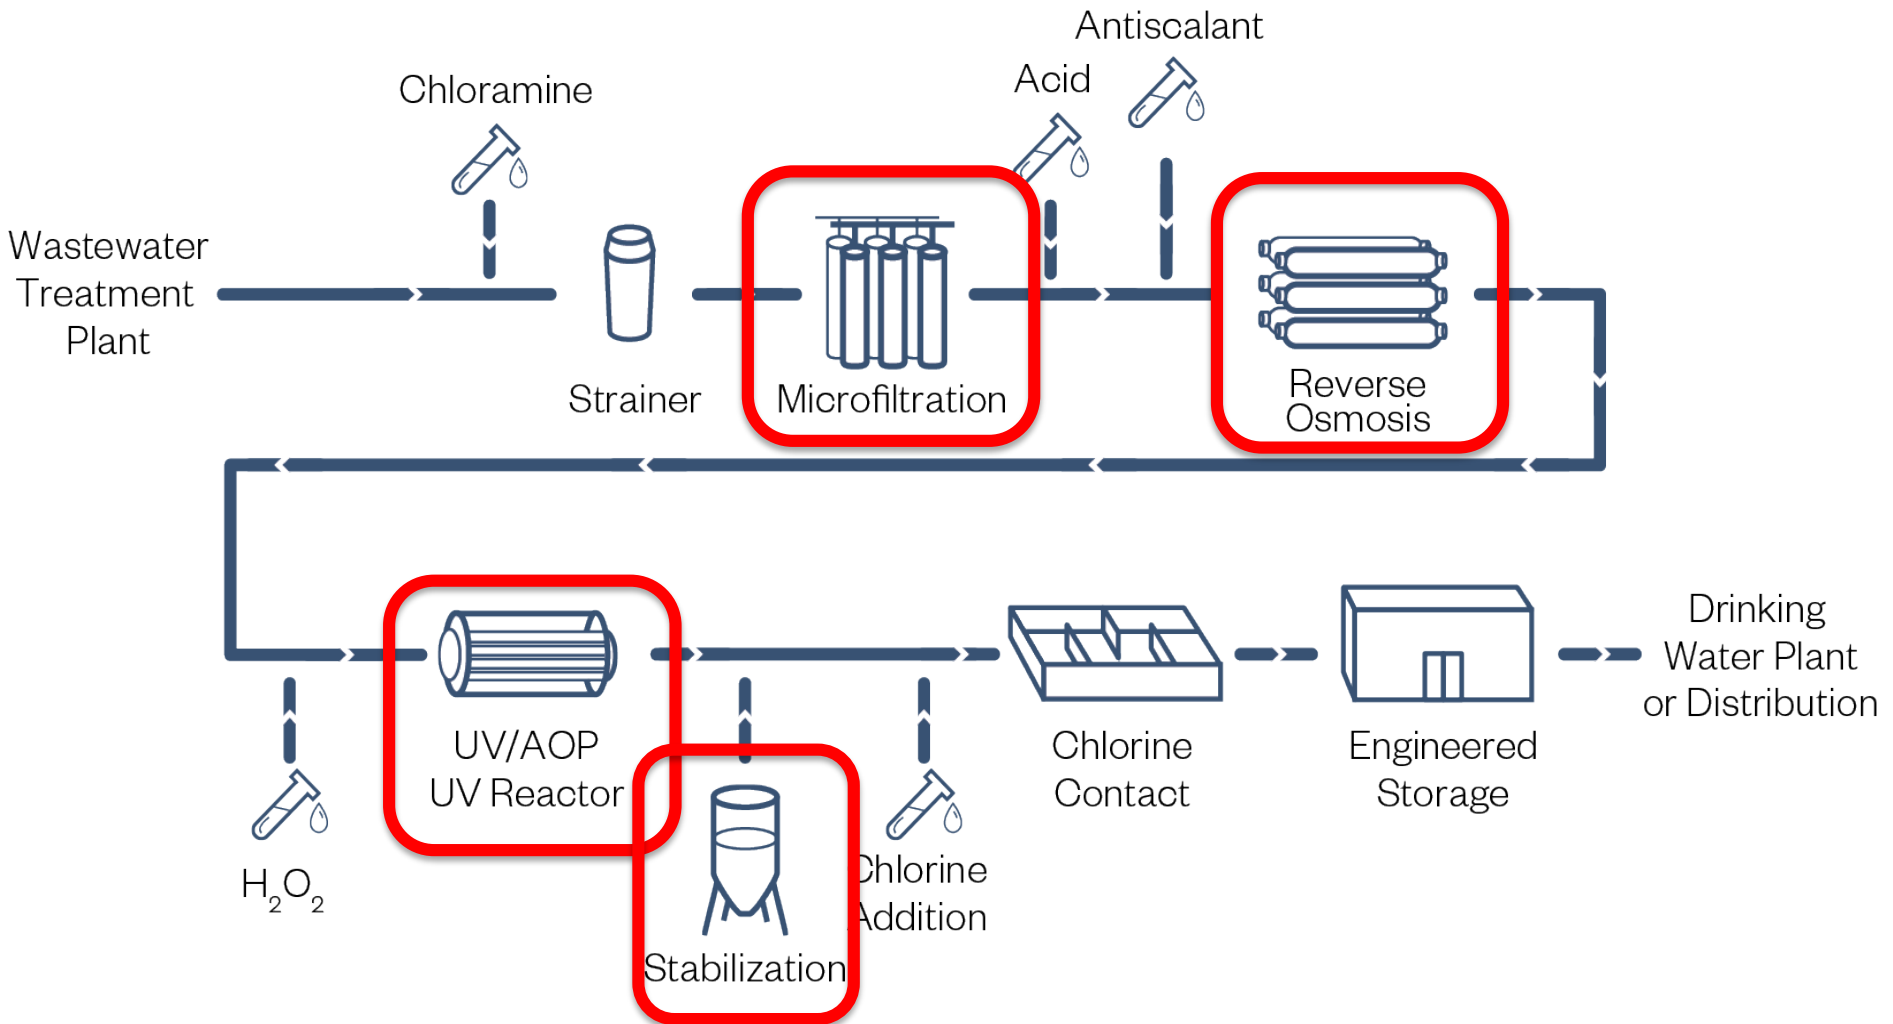 Antiscalant
Acid
Chloramine
Wastewater
Treatment
Plant
Strainer
Microfiltration
Reverse
Osmosis
UV/AOP
UV Reactor
H₂O₂
Stabilization
Chlorine
Addition
Chlorine
Contact
Engineered
Storage
Drinking
Water Plant
or Distribution